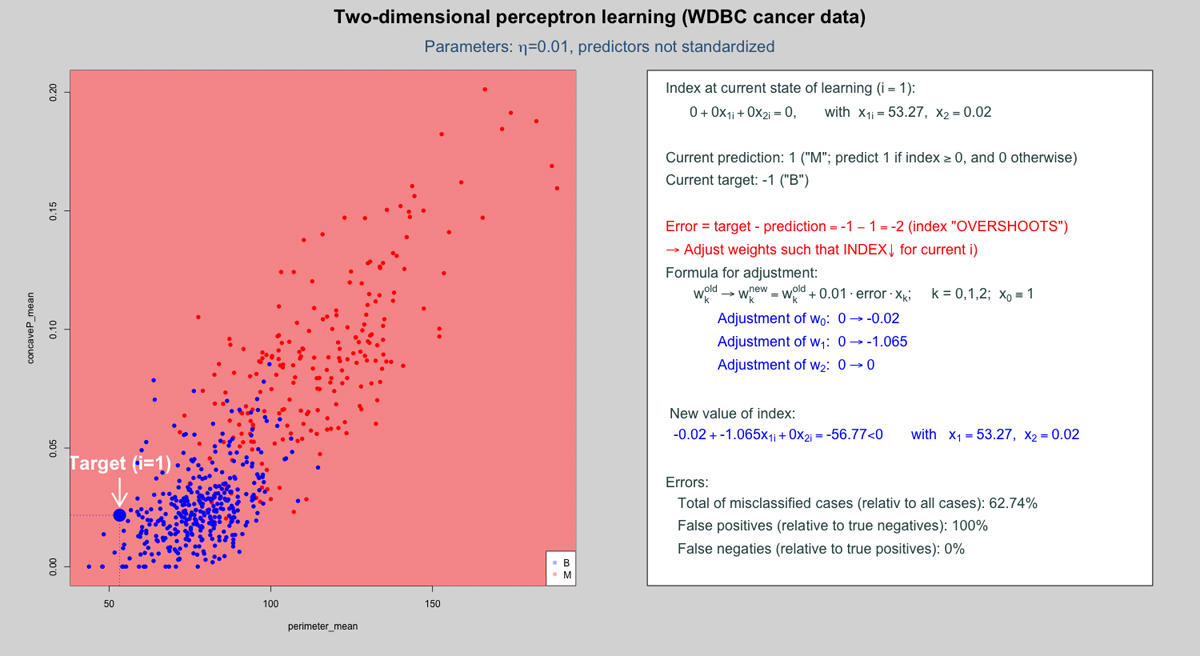 Two-dimensional perceptron learning (WDBC cancer data)
Parameters: η=0.01, predictors not standardized
0.20
0.15
0.10
0.05
0.00
concaveP_mean
Target (i=1)
B
M
50 100 150
perimeter_mean
Index at current state of learning (i = 1):
0 + 0x1i + 0x2i = 0, with x1i = 53.27, x2 = 0.02
Current prediction: 1 ("M"; predict 1 if index ≥ 0, and 0 otherwise)
Current target: -1 ("B")
Error = target - prediction = -1 − 1 = -2 (index "OVERSHOOTS")
→ Adjust weights such that INDEX↓ for current i)
Formula for adjustment:
w_k^old → w_k^new = w_k^old + 0.01 · error · xk; k = 0,1,2; x0 ≡ 1
Adjustment of w0: 0 → -0.02
Adjustment of w1: 0 → -1.065
Adjustment of w2: 0 → 0
New value of index:
-0.02 + -1.065x1i + 0x2i = -56.77<0 with x1 = 53.27, x2 = 0.02
Errors:
Total of misclassified cases (relativ to all cases): 62.74%
False positives (relative to true negatives): 100%
False negaties (relative to true positives): 0%